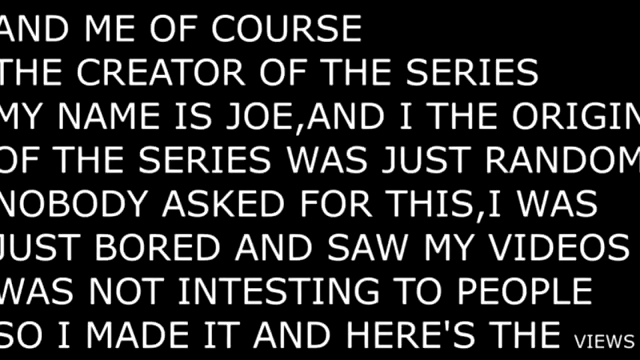 AND ME OF COURSE
THE CREATOR OF THE SERIES
MY NAME IS JOE,AND I THE ORIGIN
OF THE SERIES WAS JUST RANDOM
NOBODY ASKED FOR THIS,I WAS
JUST BORED AND SAW MY VIDEOS
WAS NOT INTESTING TO PEOPLE
SO I MADE IT AND HERE'S THE VIEWS